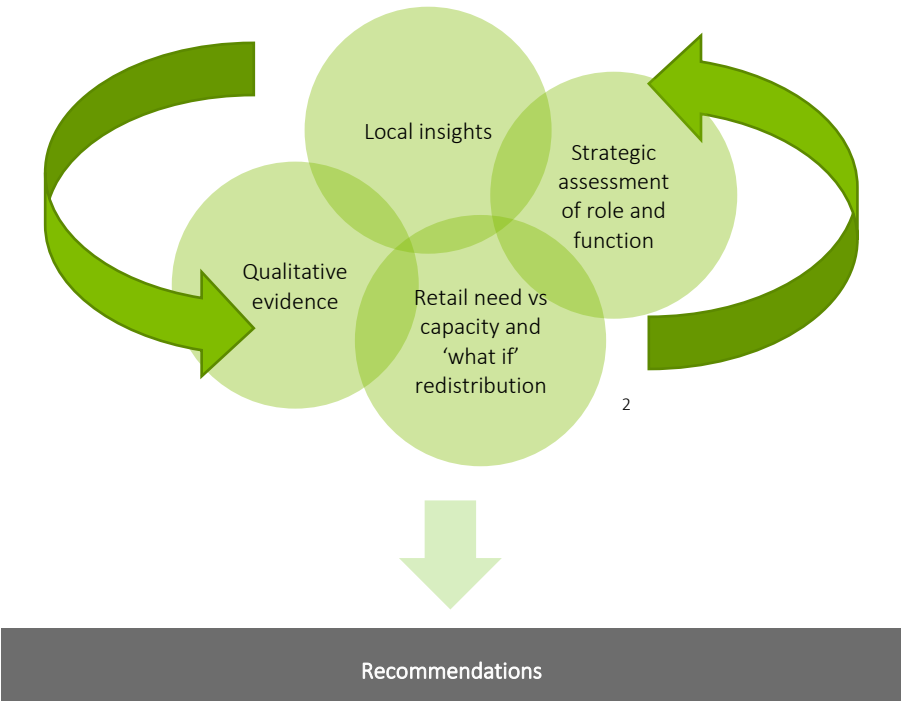 Local insights
Strategic
assessment
of role and
function
Qualitative
evidence
Retail need vs
capacity and
‘what if’
redistribution
2
Recommendations